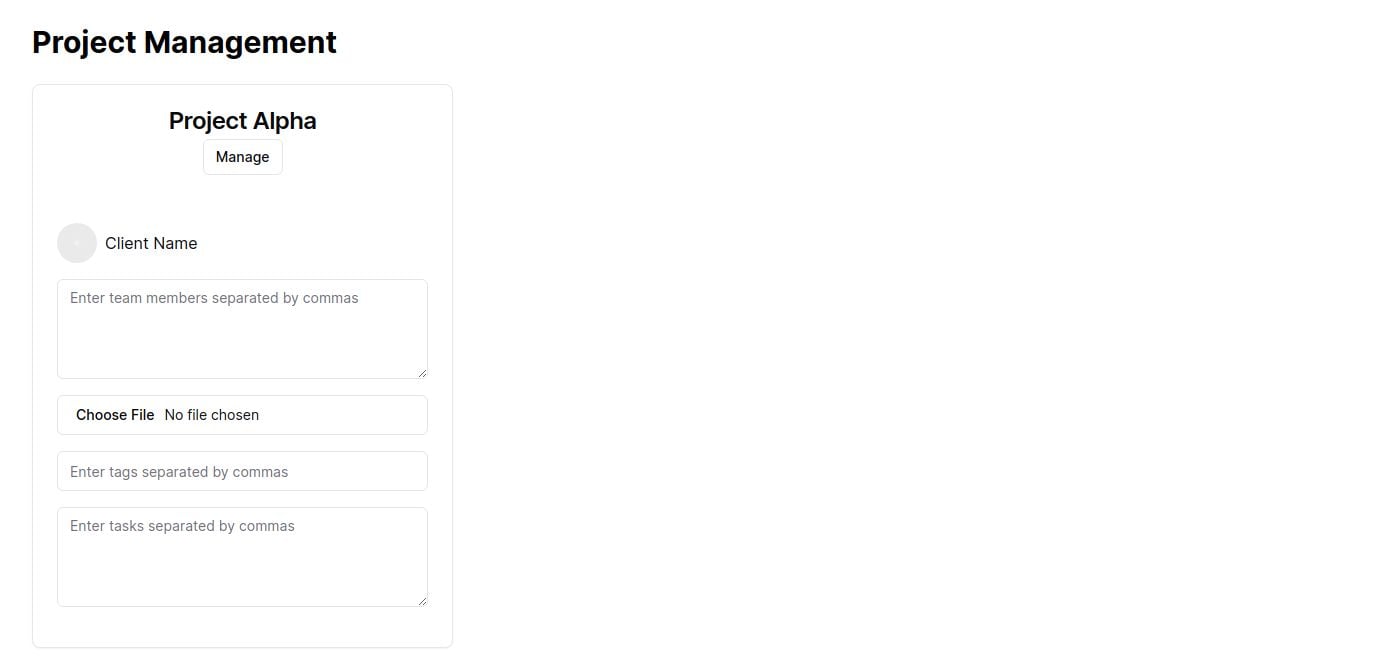 Project Management
Project Alpha
Manage
Client Name
Enter team members separated by commas
Choose File No file chosen
Enter tags separated by commas
Enter tasks separated by commas